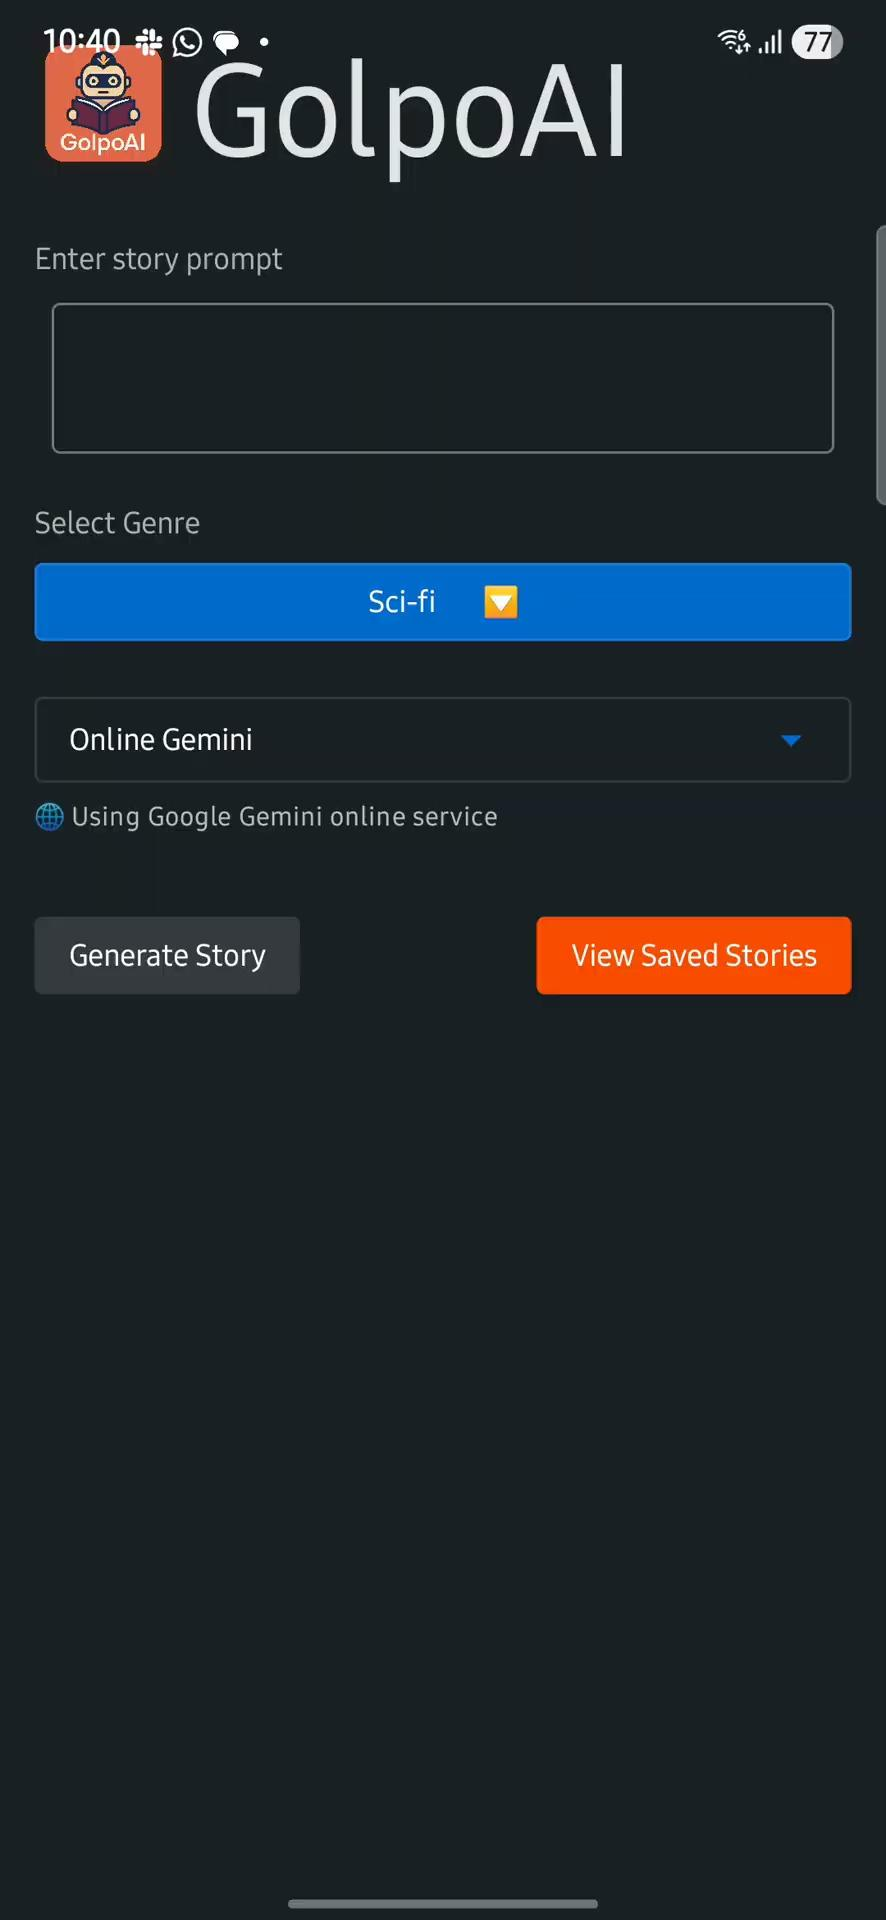 10:40
77
GolpoAI
GolpoAI
Enter story prompt
Select Genre
Sci-fi
Online Gemini
Using Google Gemini online service
Generate Story
View Saved Stories